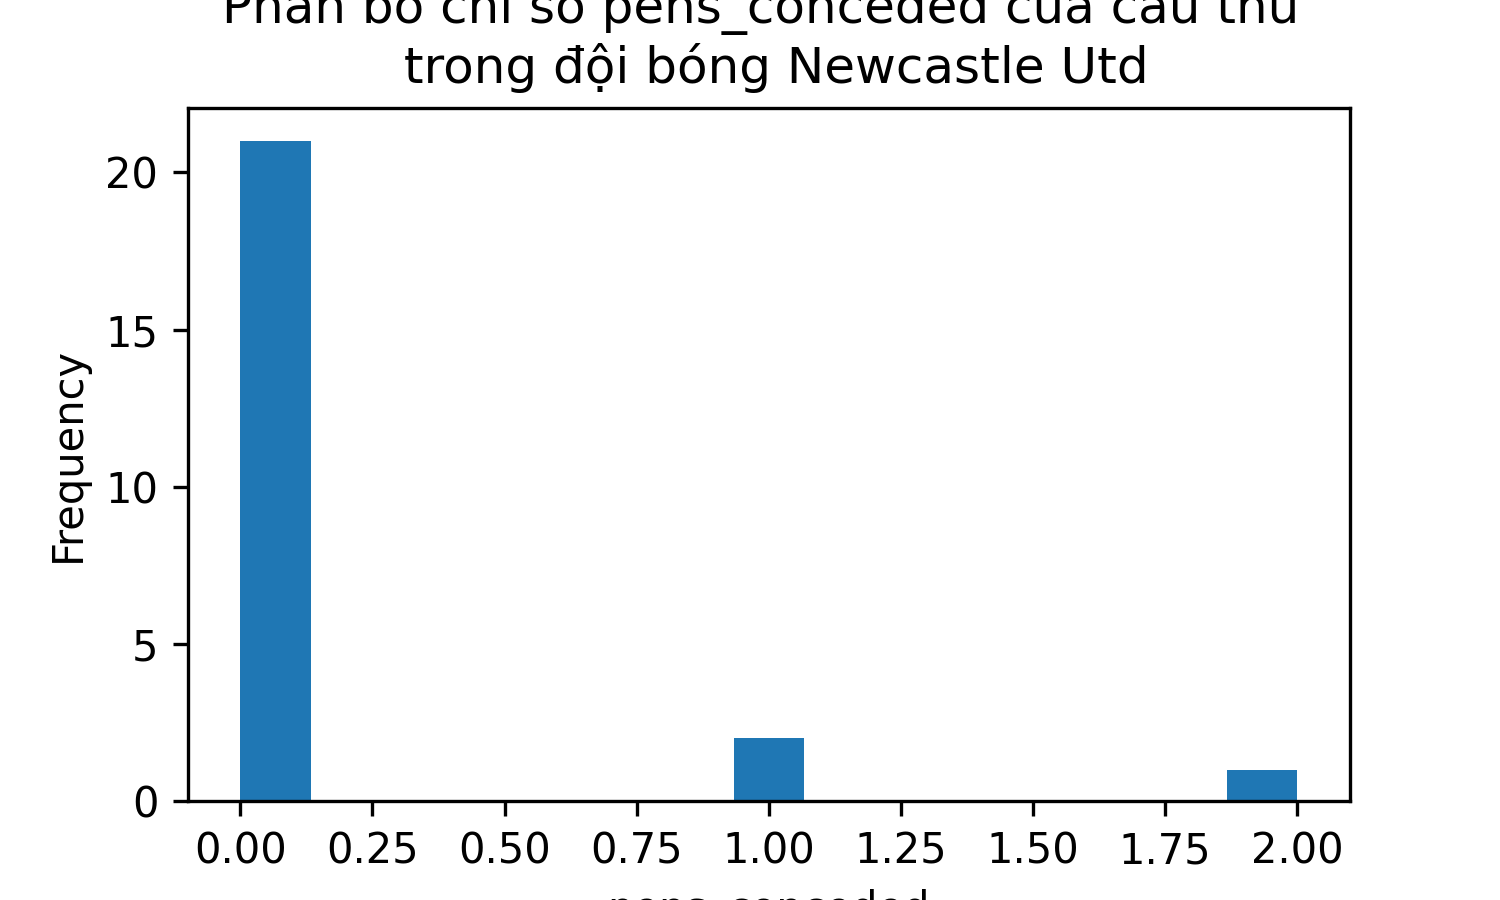 Phân bố chỉ số pens_conceded của cầu thủ
trong đội bóng Newcastle Utd
Frequency
20
15
10
5
0
0.00 0.25 0.50 0.75 1.00 1.25 1.50 1.75 2.00
pens_conceded